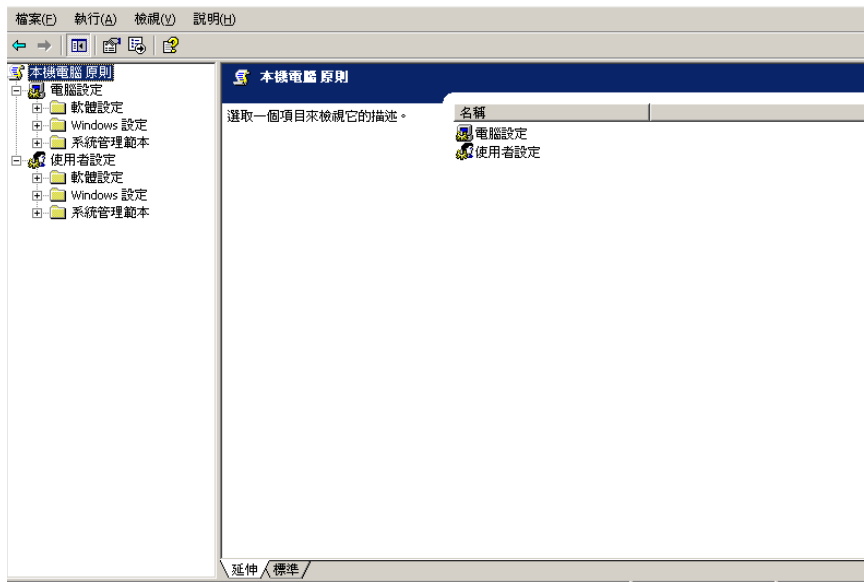 檔案(F) 執行(A) 檢視(V) 說明(H)
本機電腦 原則
電腦設定
軟體設定
Windows 設定
系統管理範本
使用者設定
軟體設定
Windows 設定
系統管理範本
本機電腦 原則
選取一個項目來檢視它的描述。
名稱
電腦設定
使用者設定
延伸 標準